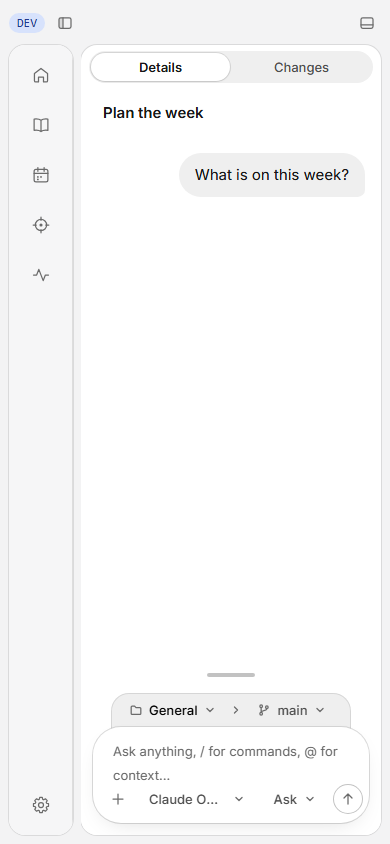 DEV
Details
Changes
Plan the week
What is on this week?
General
main
Ask anything, / for commands, @ for
context...
Claude O...
Ask